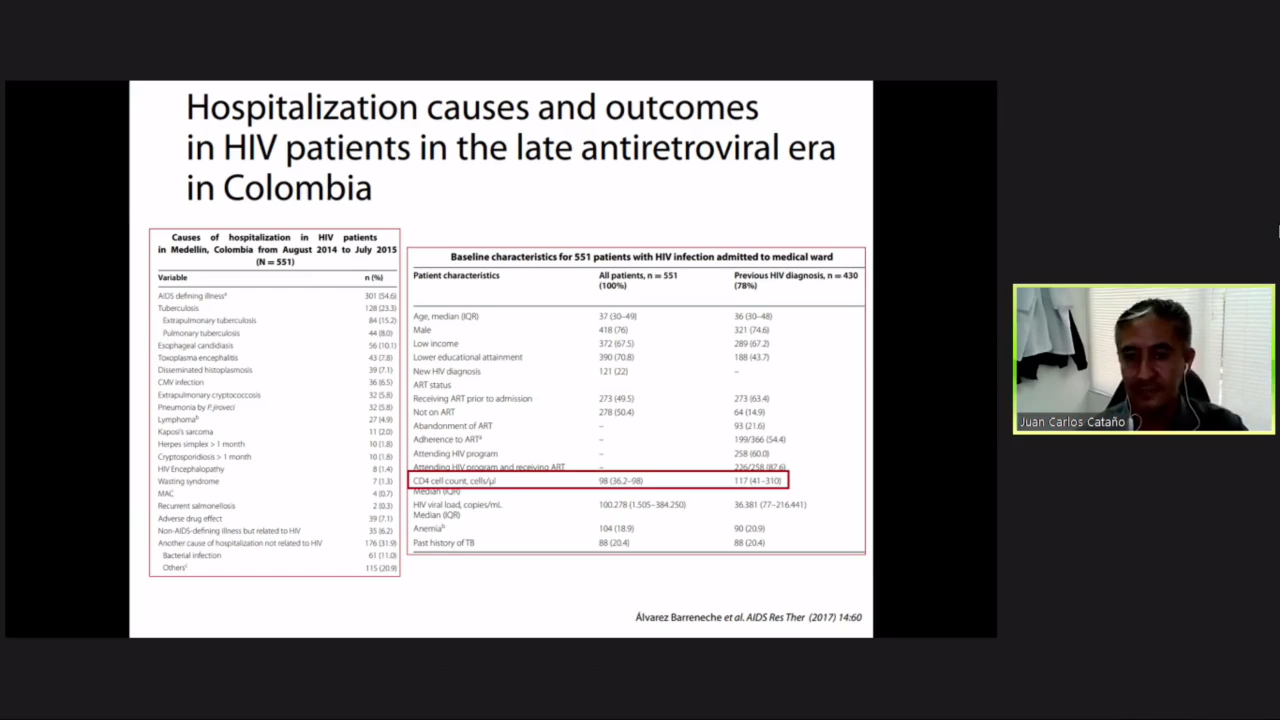 Hospitalization causes and outcomes
in HIV patients in the late antiretroviral era
in Colombia
Causes of hospitalization in HIV patients
in Medellín, Colombia from August 2014 to July 2015
(N = 551)
Variable n (%)
AIDS defining illnessᵃ 301 (54.6)
Tuberculosis 128 (23.3)
Extrapulmonary tuberculosis 84 (15.2)
Pulmonary tuberculosis 44 (8.0)
Esophageal candidiasis 56 (10.1)
Toxoplasma encephalitis 43 (7.8)
Disseminated histoplasmosis 39 (7.1)
CMV infection 36 (6.5)
Extrapulmonary cryptococcosis 32 (5.8)
Pneumonia by P. jiroveci 32 (5.8)
Lymphomaᵇ 27 (4.9)
Kaposi's sarcoma 11 (2.0)
Herpes simplex > 1 month 10 (1.8)
Cryptosporidiosis > 1 month 10 (1.8)
HIV Encephalopathy 8 (1.4)
Wasting syndrome 7 (1.3)
MAC 4 (0.7)
Recurrent salmonellosis 2 (0.3)
Adverse drug effect 39 (7.1)
Non-AIDS-defining illness but related to HIV 35 (6.2)
Another cause of hospitalization not related to HIV 176 (31.9)
Bacterial infection 61 (11.0)
Othersᶜ 115 (20.9)
Baseline characteristics for 551 patients with HIV infection admitted to medical ward
Patient characteristics All patients, n = 551 Previous HIV diagnosis, n = 430
(100%) (78%)
Age, median (IQR) 37 (30–49) 36 (30–48)
Male 418 (76) 321 (74.6)
Low income 372 (67.5) 289 (67.2)
Lower educational attainment 390 (70.8) 188 (43.7)
New HIV diagnosis 121 (22) –
ART status
Receiving ART prior to admission 273 (49.5) 273 (63.4)
Not on ART 278 (50.4) 64 (14.9)
Abandonment of ART – 93 (21.6)
Adherence to ARTᵃ – 199/366 (54.4)
Attending HIV program – 258 (60.0)
Attending HIV program and receiving ART – 226/258 (87.6)
CD4 cell count, cells/µl 98 (36.2–98) 117 (41–310)
Median (IQR)
HIV viral load, copies/mL 100.278 (1.505–384.250) 36.381 (77–216.441)
Median (IQR)
Anemiaᵇ 104 (18.9) 90 (20.9)
Past history of TB 88 (20.4) 88 (20.4)
Álvarez Barreneche et al. AIDS Res Ther (2017) 14:60
Juan Carlos Cataño